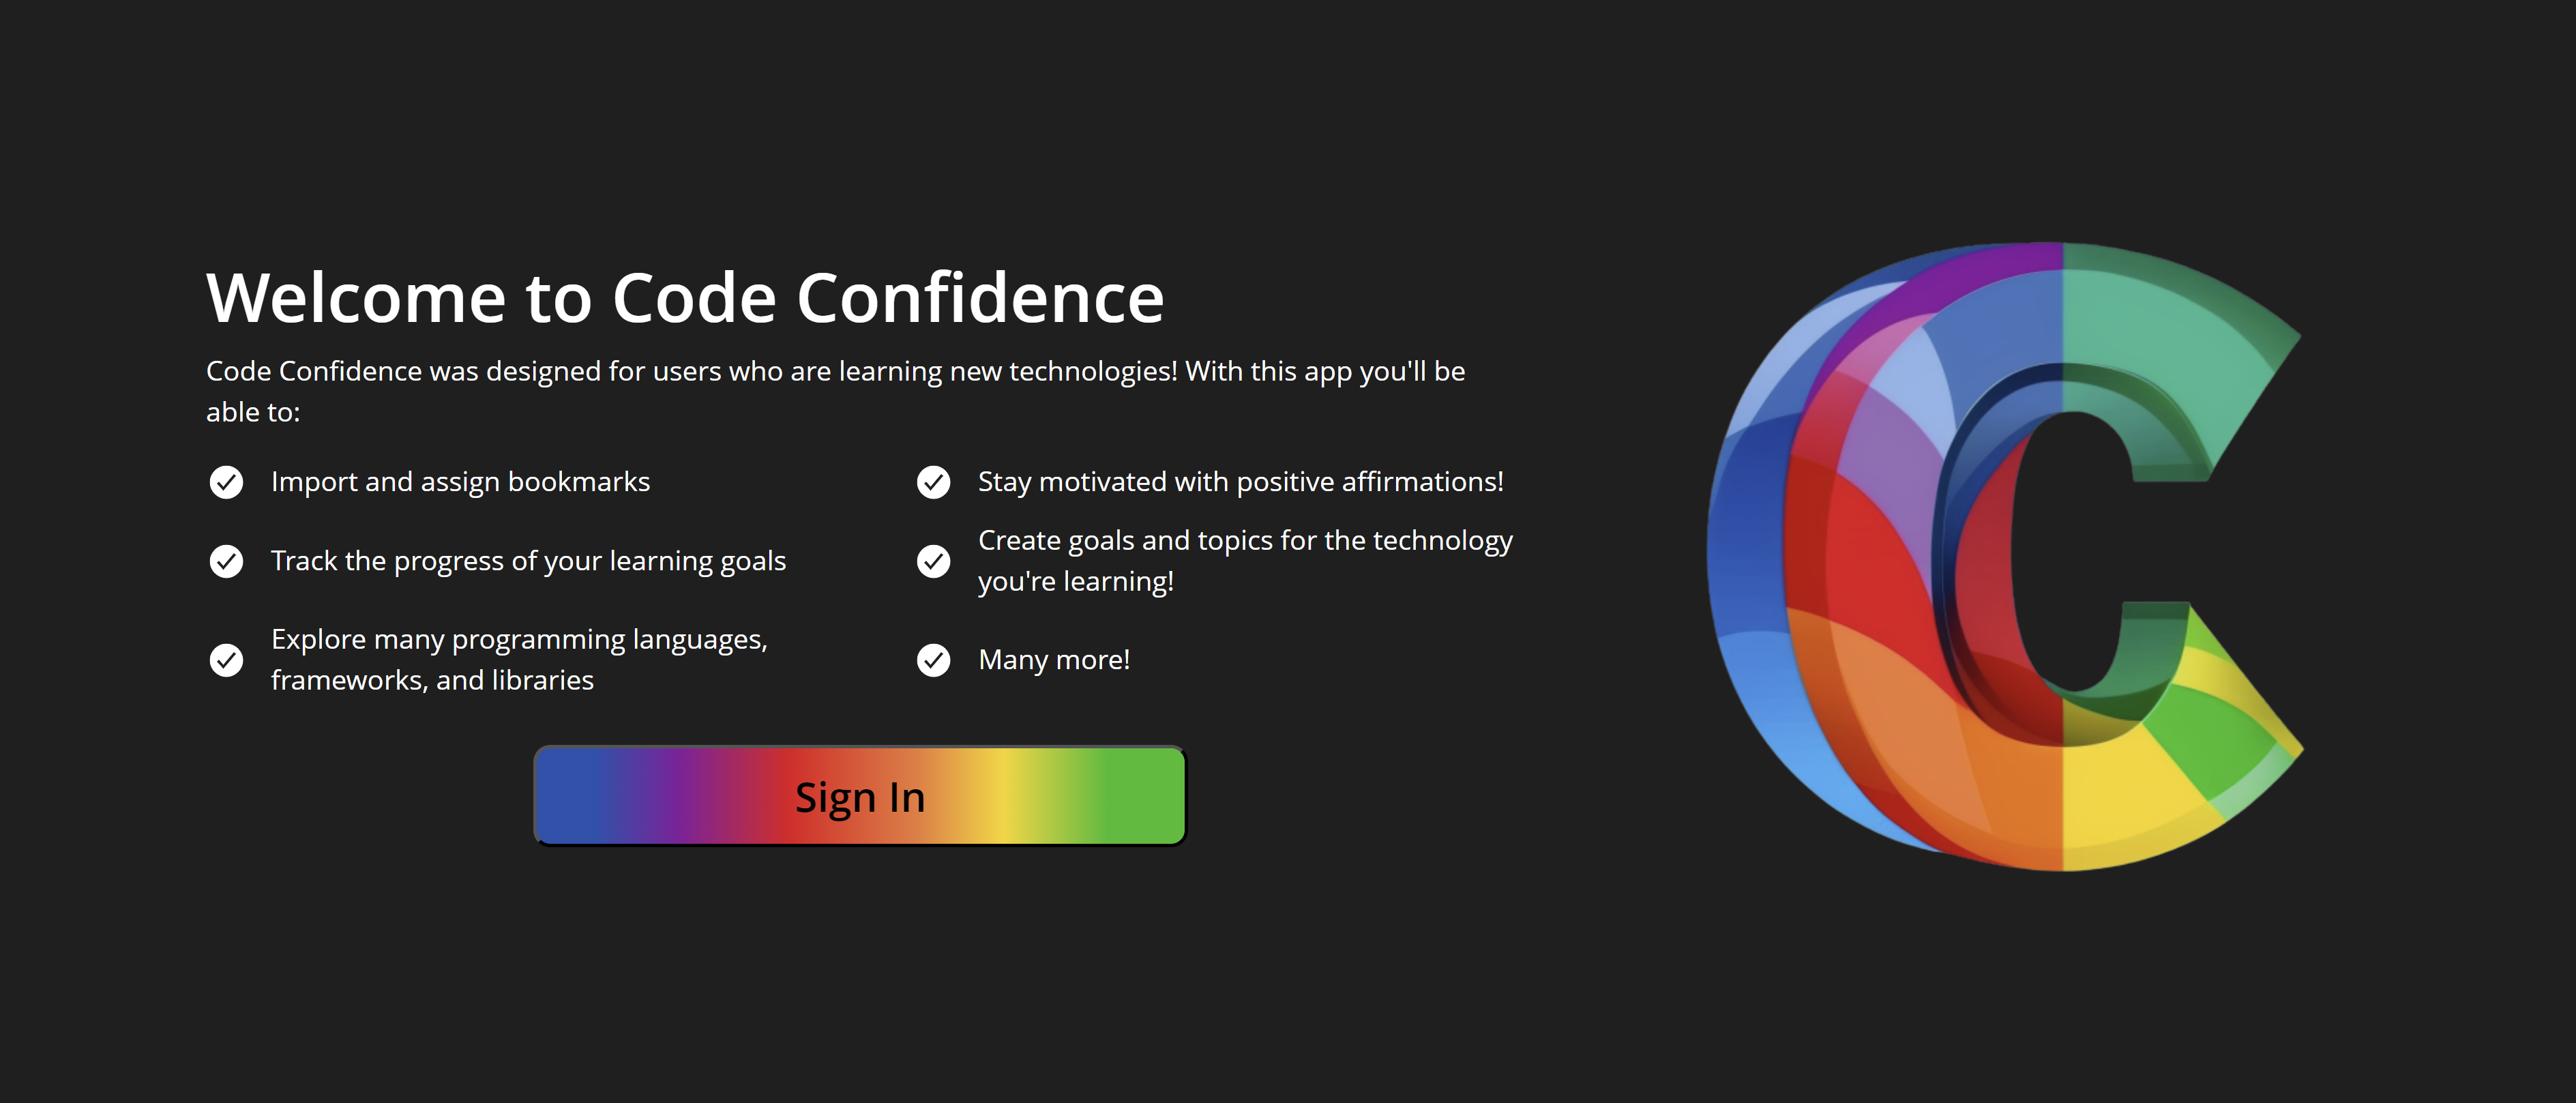 Welcome to Code Confidence
Code Confidence was designed for users who are learning new technologies! With this app you'll be
able to:
Import and assign bookmarks
Stay motivated with positive affirmations!
Track the progress of your learning goals
Create goals and topics for the technology
you're learning!
Explore many programming languages,
frameworks, and libraries
Many more!
Sign In
C